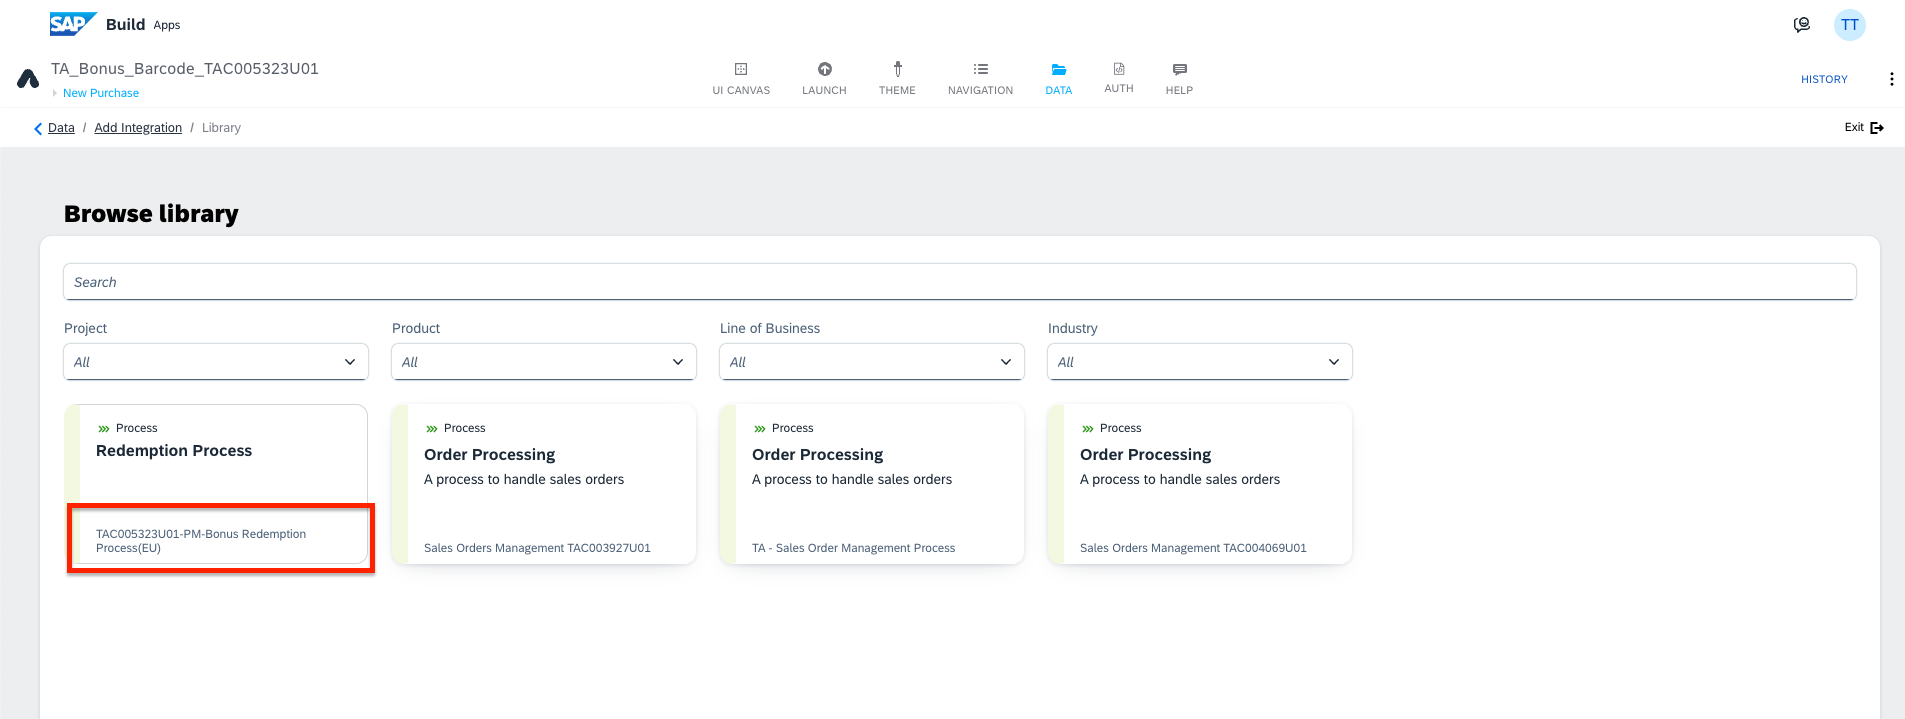 SAP Build Apps
TT
TA_Bonus_Barcode_TAC005323U01
New Purchase
UI CANVAS
LAUNCH
THEME
NAVIGATION
DATA
AUTH
HELP
HISTORY
Data / Add Integration / Library
Exit
Browse library
Search
Project
All
Product
All
Line of Business
All
Industry
All
Process
Redemption Process
TAC005323U01-PM-Bonus Redemption
Process(EU)
Process
Order Processing
A process to handle sales orders
Sales Orders Management TAC003927U01
Process
Order Processing
A process to handle sales orders
TA - Sales Order Management Process
Process
Order Processing
A process to handle sales orders
Sales Orders Management TAC004069U01